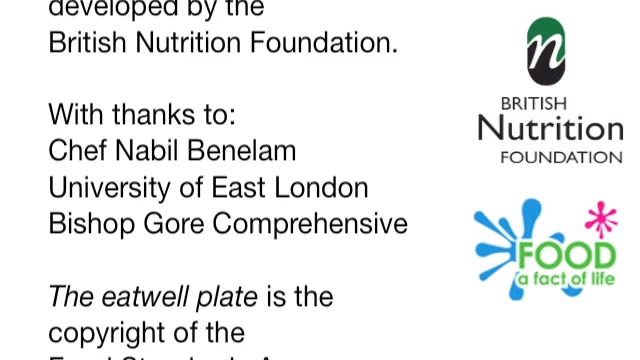 developed by the
British Nutrition Foundation.
With thanks to:
Chef Nabil Benelam
University of East London
Bishop Gore Comprehensive
The eatwell plate is the
copyright of the
n
BRITISH
Nutrition
FOUNDATION
FOOD
a fact of life